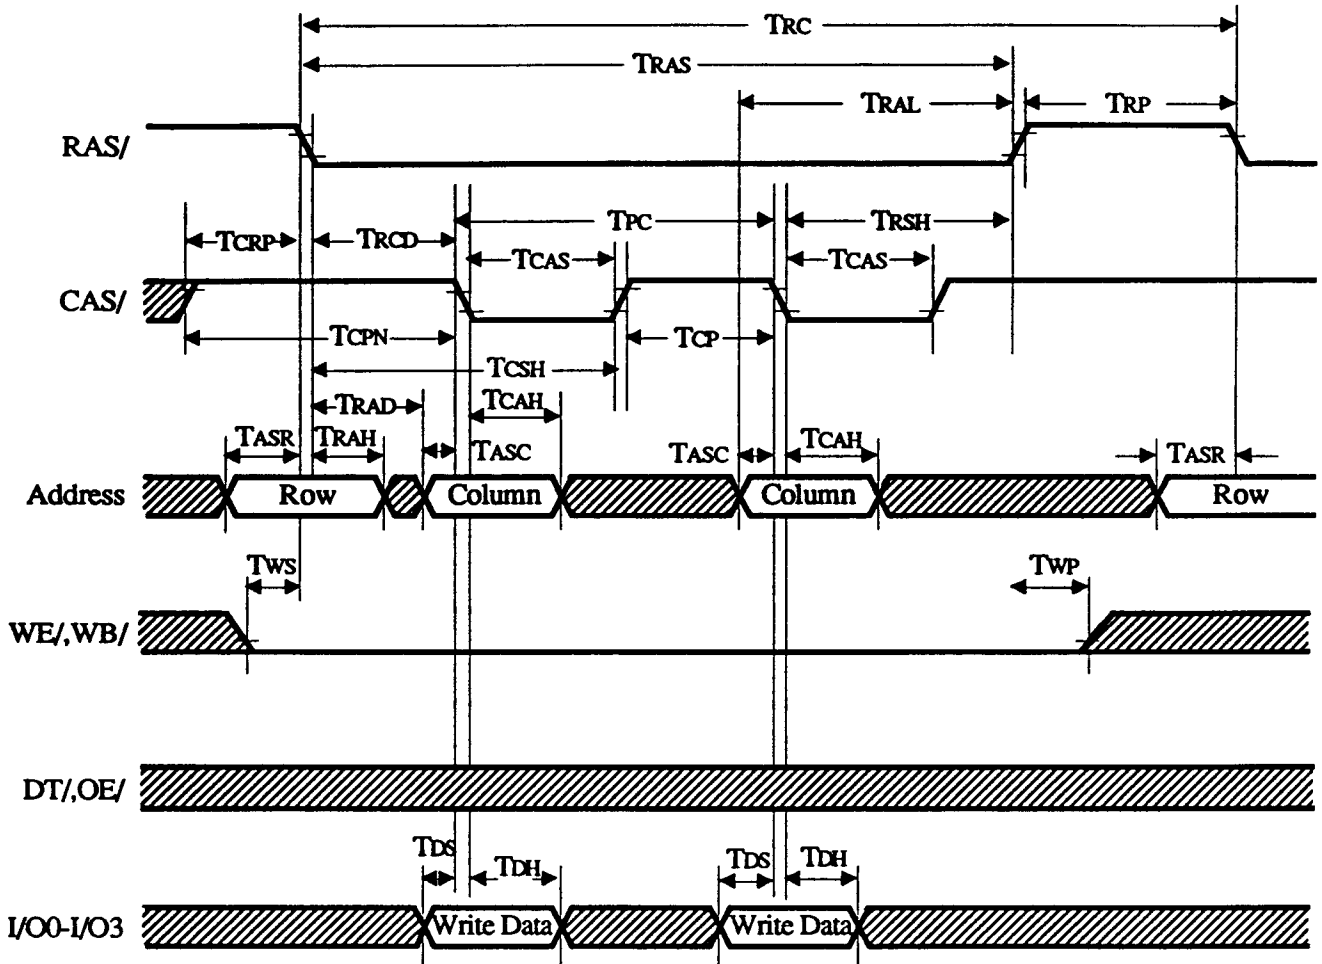 TRC
TRAS
TRAL TRP
RAS/
TPC TRSH
TCRP TRCD
TCAS TCAS
CAS/
TCPN TCP
TCSH
TRAD TCAH
TASR TRAH TASC TASC TCAH TASR
Address Row Column Column Row
TWS TWP
WE/,WB/
DT/,OE/
TDS TDH TDS TDH
I/O0-I/O3 Write Data Write Data